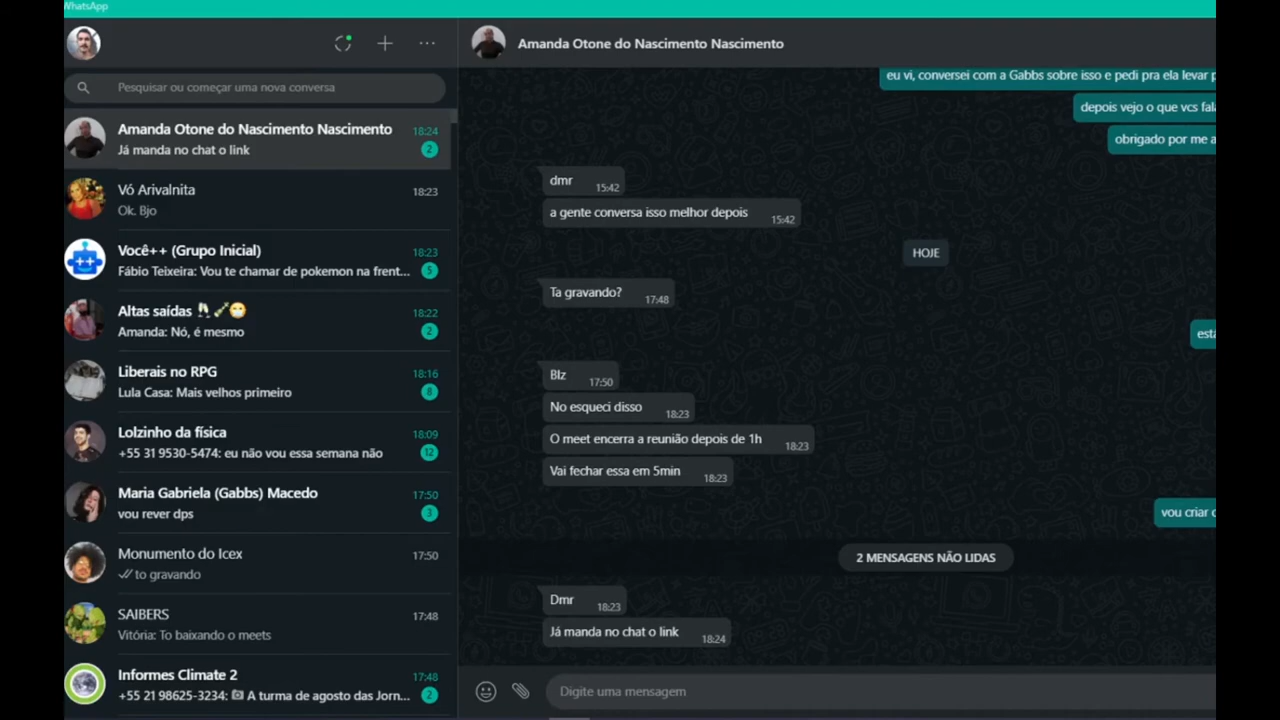 WhatsApp
Pesquisar ou começar uma nova conversa
Amanda Otone do Nascimento Nascimento
18:24
Já manda no chat o link
2
Vó Arivalnita
18:23
Ok. Bjo
Você++ (Grupo Inicial)
18:23
Fábio Teixeira: Vou te chamar de pokemon na frent...
5
Altas saídas 🥂🍾😷
18:22
Amanda: Nó, é mesmo
2
Liberais no RPG
18:16
Lula Casa: Mais velhos primeiro
8
Lolzinho da física
18:09
+55 31 9530-5474: eu não vou essa semana não
12
Maria Gabriela (Gabbs) Macedo
17:50
vou rever dps
3
Monumento do Icex
17:50
to gravando
SAIBERS
17:48
Vitória: To baixando o meets
Informes Climate 2
17:48
+55 21 98625-3234: 📷 A turma de agosto das Jorn...
2
Amanda Otone do Nascimento Nascimento
eu vi, conversei com a Gabbs sobre isso e pedi pra ela levar p
depois vejo o que vcs fala
obrigado por me a
dmr 15:42
a gente conversa isso melhor depois 15:42
HOJE
Ta gravando? 17:48
está
Blz 17:50
No esqueci disso 18:23
O meet encerra a reunião depois de 1h 18:23
Vai fechar essa em 5min 18:23
vou criar
2 MENSAGENS NÃO LIDAS
Dmr 18:23
Já manda no chat o link 18:24
Digite uma mensagem